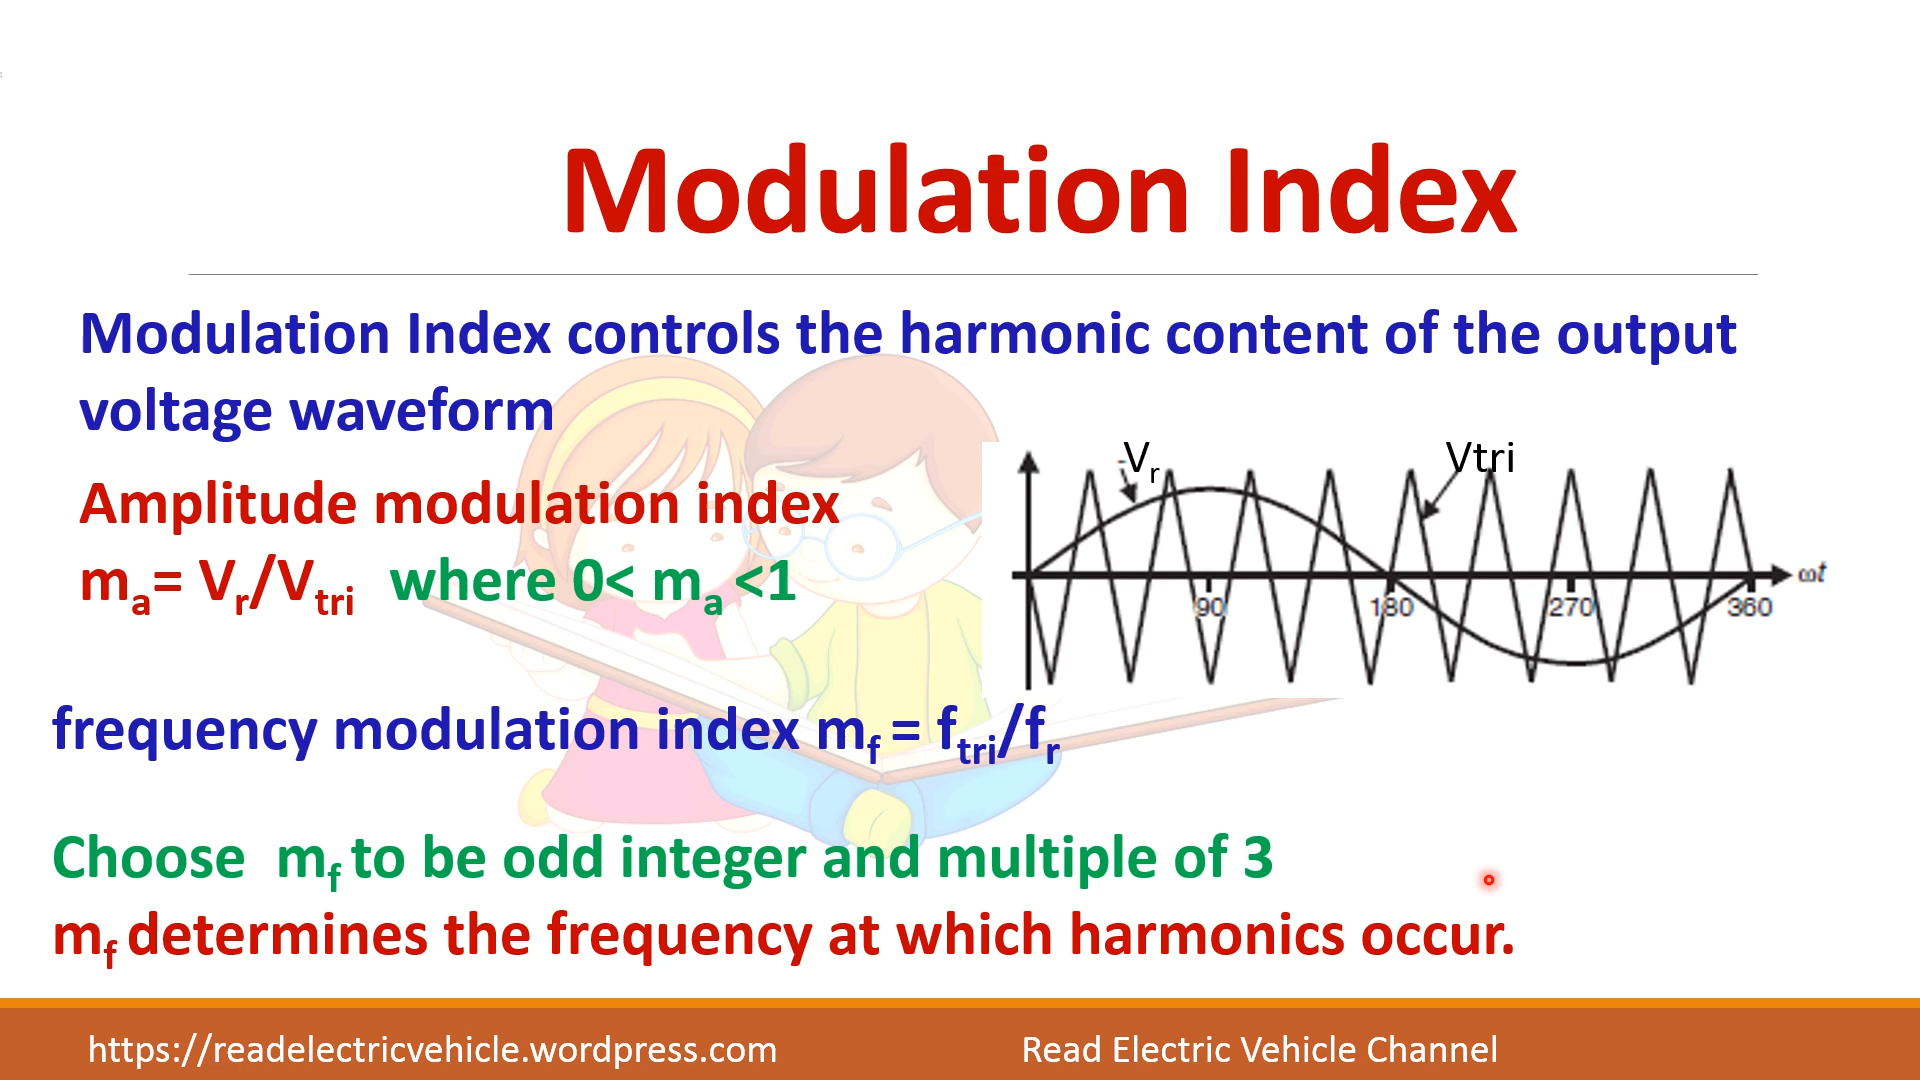 Modulation Index
Modulation Index controls the harmonic content of the output
voltage waveform
Amplitude modulation index
mₐ= Vᵣ/Vtri where 0< mₐ <1
Vᵣ
Vtri
90
180
270
360
ωt
frequency modulation index mf = ftri/fr
Choose mf to be odd integer and multiple of 3
mf determines the frequency at which harmonics occur.
https://readelectricvehicle.wordpress.com
Read Electric Vehicle Channel